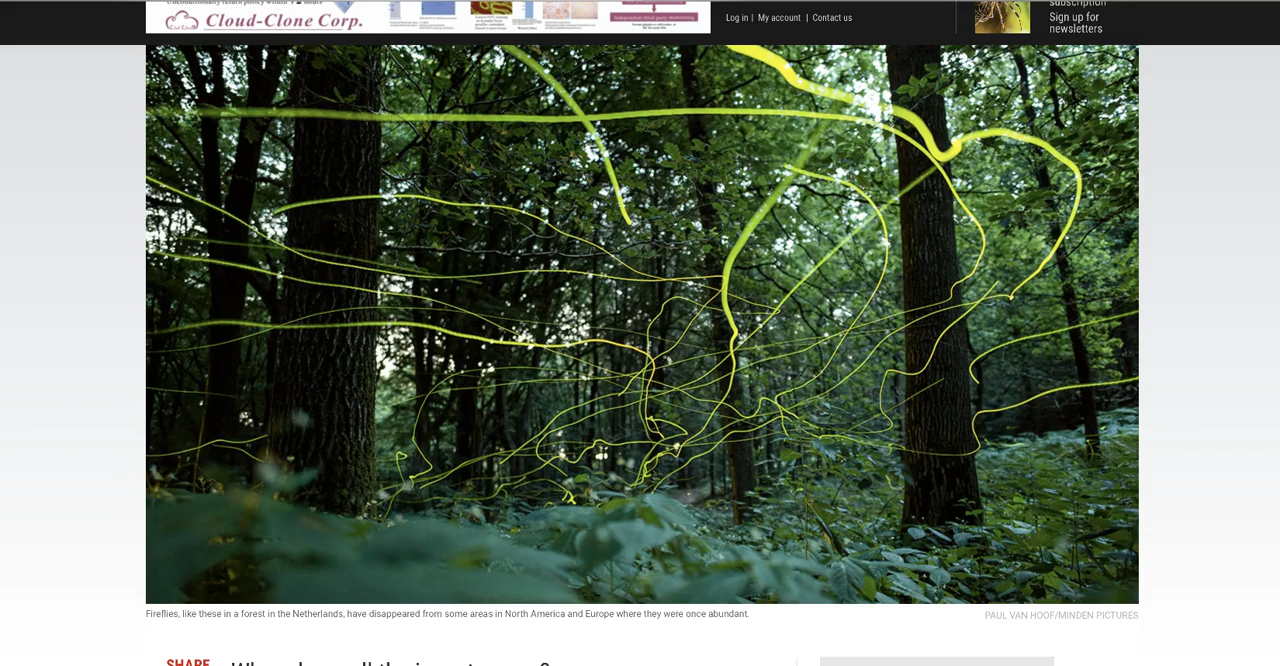 Cloud-Clone Corp.
Log in | My account | Contact us
subscription
Sign up for
newsletters
Fireflies, like these in a forest in the Netherlands, have disappeared from some areas in North America and Europe where they were once abundant.
PAUL VAN HOOF/MINDEN PICTURES
SHARE